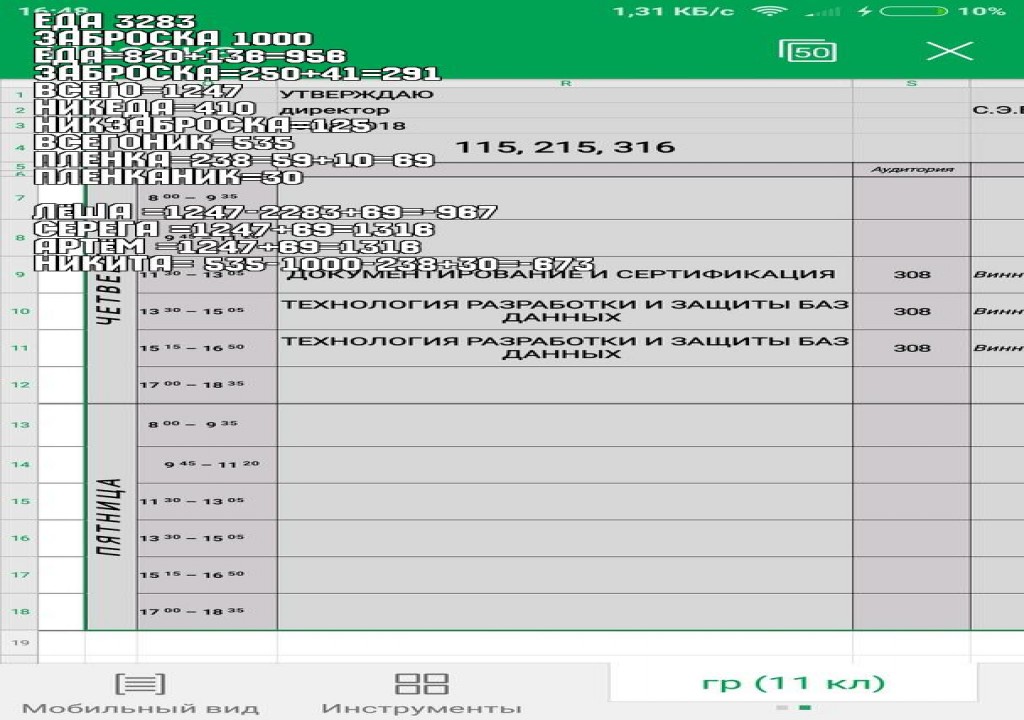 16:48 1,31 КБ/с 10%
50
ЕДА 3283
ЗАБРОСКА 1000
ЕДА=820+138=958
ЗАБРОСКА=250+41=291
ВСЕГО=1247
НИКЕДА=410
НИКЗАБРОСКА=125
ВСЕГОНИК=535
ПЛЕНКА=238-59+10=69
ПЛЕНКАНИК=30
ЛЁША =1247-2283+69=-967
СЕРЕГА =1247+69=1316
АРТЁМ =1247+69=1316
НИКИТА= 535-1000-238+30=-673
R S
1 УТВЕРЖДАЮ
2 директор С.Э.
3 018
4 115, 215, 316
5
6 Аудитория
7 8 00 – 9 35
8
ЧЕТВЕ
9 11 30 – 13 05 ДОКУМЕНТИРОВАНИЕ И СЕРТИФИКАЦИЯ 308 Винн
10 13 30 – 15 05 ТЕХНОЛОГИЯ РАЗРАБОТКИ И ЗАЩИТЫ БАЗ ДАННЫХ 308 Винн
11 15 15 – 16 50 ТЕХНОЛОГИЯ РАЗРАБОТКИ И ЗАЩИТЫ БАЗ ДАННЫХ 308 Винн
12 17 00 – 18 35
ПЯТНИЦА
13 8 00 – 9 35
14 9 45 – 11 20
15 11 30 – 13 05
16 13 30 – 15 05
17 15 15 – 16 50
18 17 00 – 18 35
19
Мобильный вид Инструменты гр (11 кл)